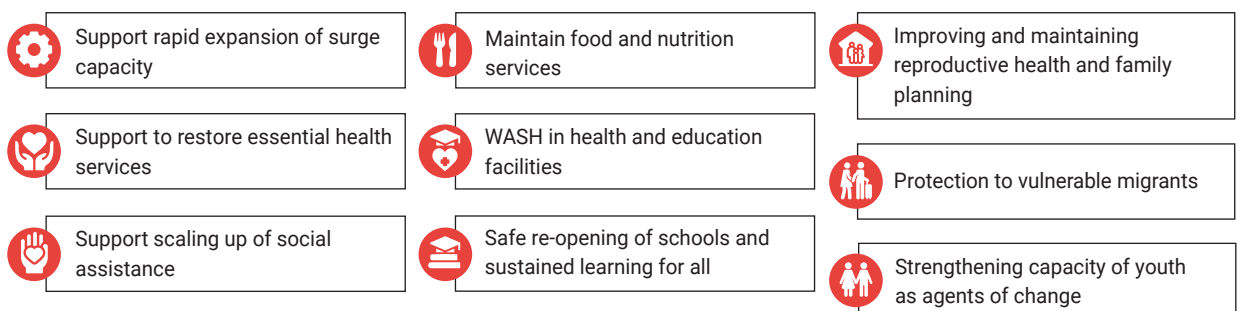 Support rapid expansion of surge
capacity
Support to restore essential health
services
Support scaling up of social
assistance
Maintain food and nutrition
services
WASH in health and education
facilities
Safe re-opening of schools and
sustained learning for all
Improving and maintaining
reproductive health and family
planning
Protection to vulnerable migrants
Strengthening capacity of youth
as agents of change